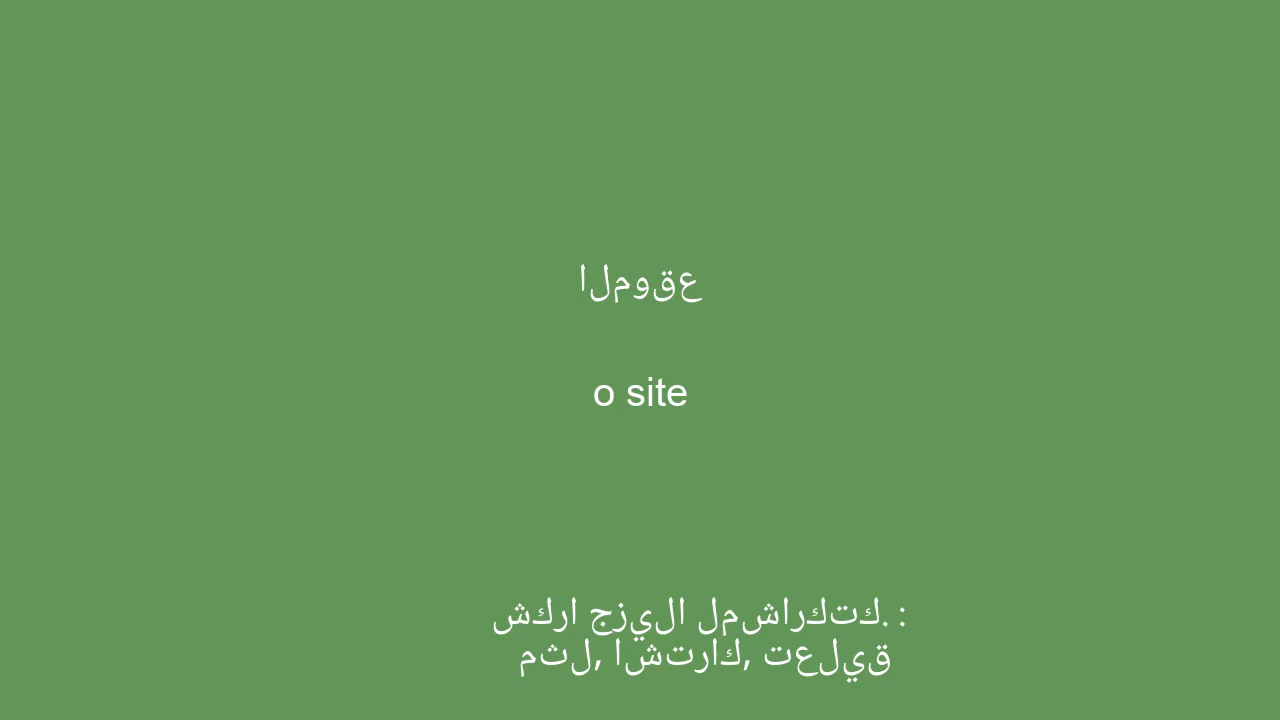 الموقع
o site
شكرا جزيلا لمشاركتك. :
مثل, اشتراك, تعليق